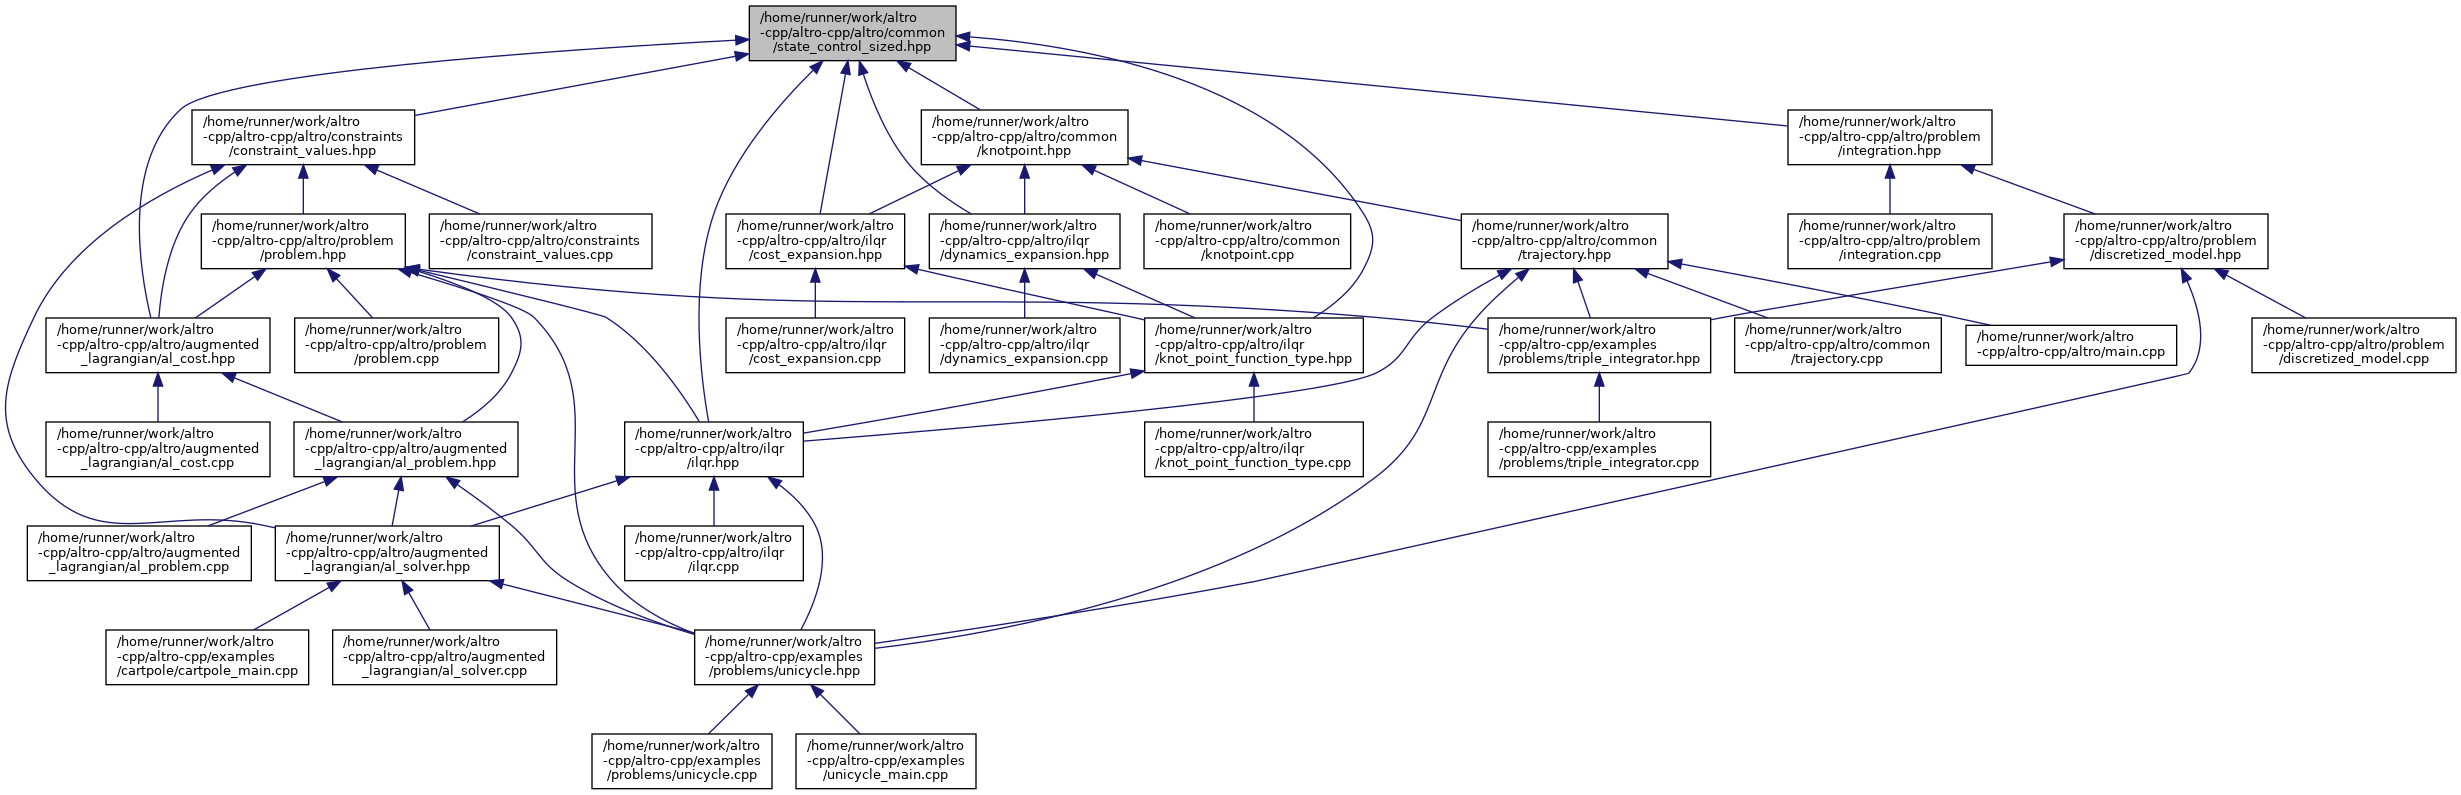 /home/runner/work/altro
-cpp/altro-cpp/altro/common
/state_control_sized.hpp
/home/runner/work/altro
-cpp/altro-cpp/altro/constraints
/constraint_values.hpp
/home/runner/work/altro
-cpp/altro-cpp/altro/common
/knotpoint.hpp
/home/runner/work/altro
-cpp/altro-cpp/altro/problem
/integration.hpp
/home/runner/work/altro
-cpp/altro-cpp/altro/problem
/problem.hpp
/home/runner/work/altro
-cpp/altro-cpp/altro/constraints
/constraint_values.cpp
/home/runner/work/altro
-cpp/altro-cpp/altro/ilqr
/cost_expansion.hpp
/home/runner/work/altro
-cpp/altro-cpp/altro/ilqr
/dynamics_expansion.hpp
/home/runner/work/altro
-cpp/altro-cpp/altro/common
/knotpoint.cpp
/home/runner/work/altro
-cpp/altro-cpp/altro/common
/trajectory.hpp
/home/runner/work/altro
-cpp/altro-cpp/altro/problem
/integration.cpp
/home/runner/work/altro
-cpp/altro-cpp/altro/problem
/discretized_model.hpp
/home/runner/work/altro
-cpp/altro-cpp/altro/augmented
_lagrangian/al_cost.hpp
/home/runner/work/altro
-cpp/altro-cpp/altro/problem
/problem.cpp
/home/runner/work/altro
-cpp/altro-cpp/altro/ilqr
/cost_expansion.cpp
/home/runner/work/altro
-cpp/altro-cpp/altro/ilqr
/dynamics_expansion.cpp
/home/runner/work/altro
-cpp/altro-cpp/altro/ilqr
/knot_point_function_type.hpp
/home/runner/work/altro
-cpp/altro-cpp/examples
/problems/triple_integrator.hpp
/home/runner/work/altro
-cpp/altro-cpp/altro/common
/trajectory.cpp
/home/runner/work/altro
-cpp/altro-cpp/altro/main.cpp
/home/runner/work/altro
-cpp/altro-cpp/altro/problem
/discretized_model.cpp
/home/runner/work/altro
-cpp/altro-cpp/altro/augmented
_lagrangian/al_cost.cpp
/home/runner/work/altro
-cpp/altro-cpp/altro/augmented
_lagrangian/al_problem.hpp
/home/runner/work/altro
-cpp/altro-cpp/altro/ilqr
/ilqr.hpp
/home/runner/work/altro
-cpp/altro-cpp/altro/ilqr
/knot_point_function_type.cpp
/home/runner/work/altro
-cpp/altro-cpp/examples
/problems/triple_integrator.cpp
/home/runner/work/altro
-cpp/altro-cpp/altro/augmented
_lagrangian/al_problem.cpp
/home/runner/work/altro
-cpp/altro-cpp/altro/augmented
_lagrangian/al_solver.hpp
/home/runner/work/altro
-cpp/altro-cpp/altro/ilqr
/ilqr.cpp
/home/runner/work/altro
-cpp/altro-cpp/examples
/cartpole/cartpole_main.cpp
/home/runner/work/altro
-cpp/altro-cpp/altro/augmented
_lagrangian/al_solver.cpp
/home/runner/work/altro
-cpp/altro-cpp/examples
/problems/unicycle.hpp
/home/runner/work/altro
-cpp/altro-cpp/examples
/problems/unicycle.cpp
/home/runner/work/altro
-cpp/altro-cpp/examples
/unicycle_main.cpp